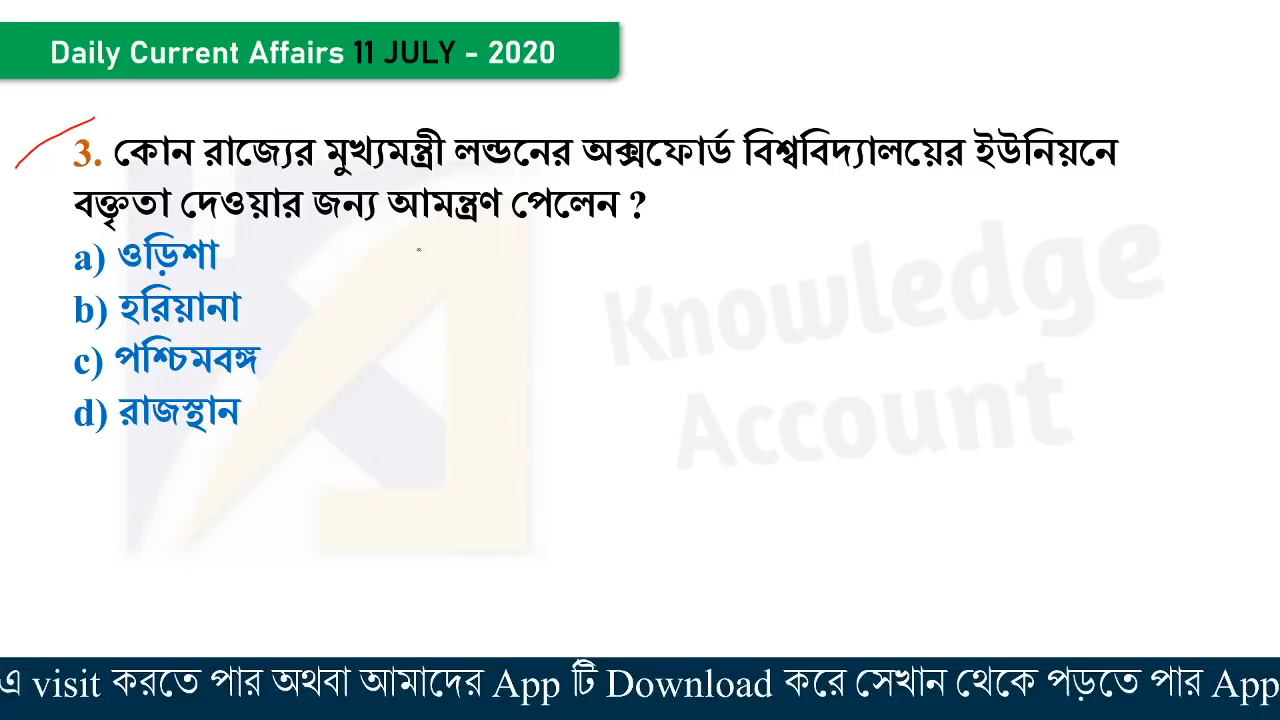 Daily Current Affairs 11 JULY - 2020
3. কোন রাজ্যের মুখ্যমন্ত্রী লন্ডনের অক্সফোর্ড বিশ্ববিদ্যালয়ের ইউনিয়নে
বক্তৃতা দেওয়ার জন্য আমন্ত্রণ পেলেন ?
a) ওড়িশা
b) হরিয়ানা
c) পশ্চিমবঙ্গ
d) রাজস্থান
Knowledge
Account
এ visit করতে পার অথবা আমাদের App টি Download করে সেখান থেকে পড়তে পার App